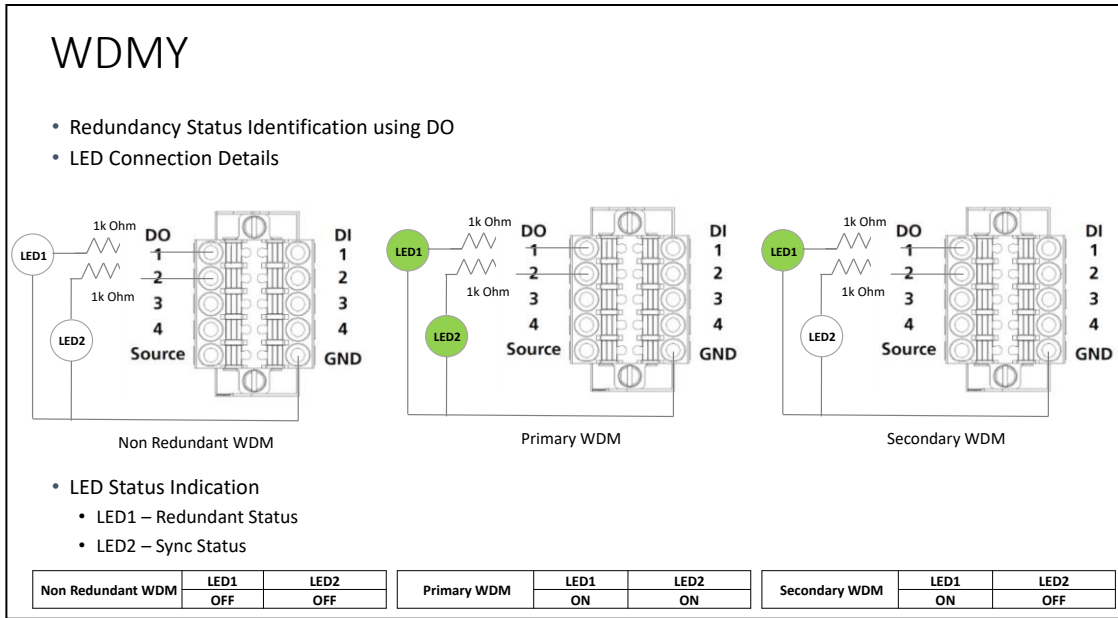 WDMY
• Redundancy Status Identification using DO
• LED Connection Details
1k Ohm
DO
DI
LED1
1
1
2
2
1k Ohm
3
3
LED2
4
4
Source
GND
Non Redundant WDM
1k Ohm
DO
DI
LED1
1
1
2
2
1k Ohm
3
3
LED2
4
4
Source
GND
Primary WDM
1k Ohm
DO
DI
LED1
1
1
2
2
1k Ohm
3
3
LED2
4
4
Source
GND
Secondary WDM
• LED Status Indication
• LED1 – Redundant Status
• LED2 – Sync Status
Non Redundant WDM
LED1 LED2
OFF OFF
Primary WDM
LED1 LED2
ON ON
Secondary WDM
LED1 LED2
ON OFF